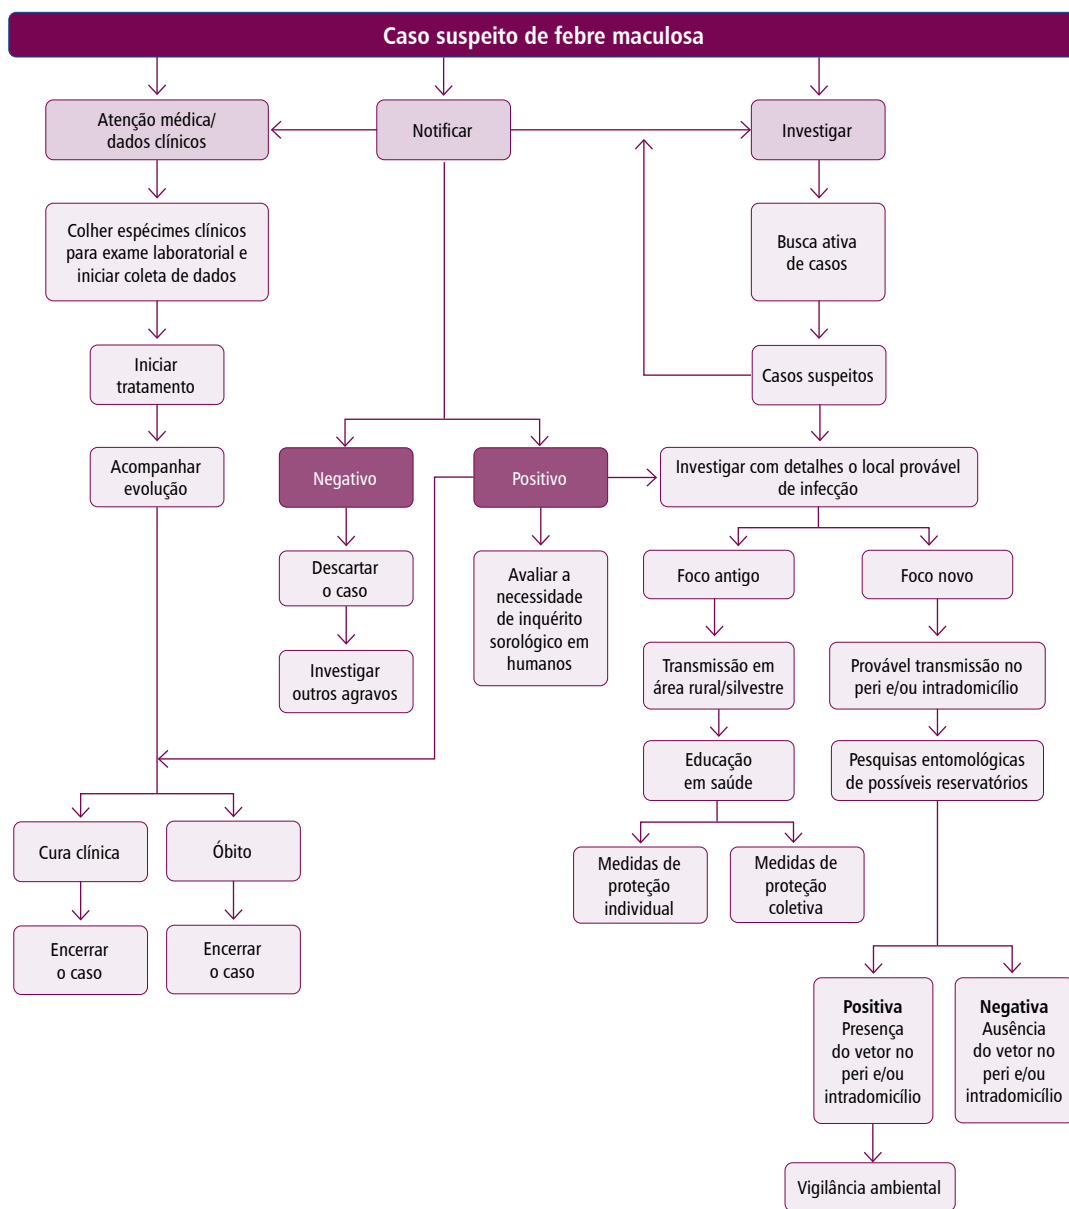 Caso suspeito de febre maculosa
Atenção médica/
dados clínicos
Notificar
Investigar
Colher espécimes clínicos
para exame laboratorial e
iniciar coleta de dados
Busca ativa
de casos
Iniciar
tratamento
Casos suspeitos
Acompanhar
evolução
Negativo
Positivo
Investigar com detalhes o local provável
de infecção
Descartar
o caso
Avaliar a
necessidade
de inquérito
sorológico em
humanos
Foco antigo
Foco novo
Investigar
outros agravos
Transmissão em
área rural/silvestre
Provável transmissão no
peri e/ou intradomicílio
Educação
em saúde
Pesquisas entomológicas
de possíveis reservatórios
Cura clínica
Óbito
Medidas de
proteção
individual
Medidas de
proteção
coletiva
Encerrar
o caso
Encerrar
o caso
Positiva
Presença
do vetor no
peri e/ou
intradomicílio
Negativa
Ausência
do vetor no
peri e/ou
intradomicílio
Vigilância ambiental